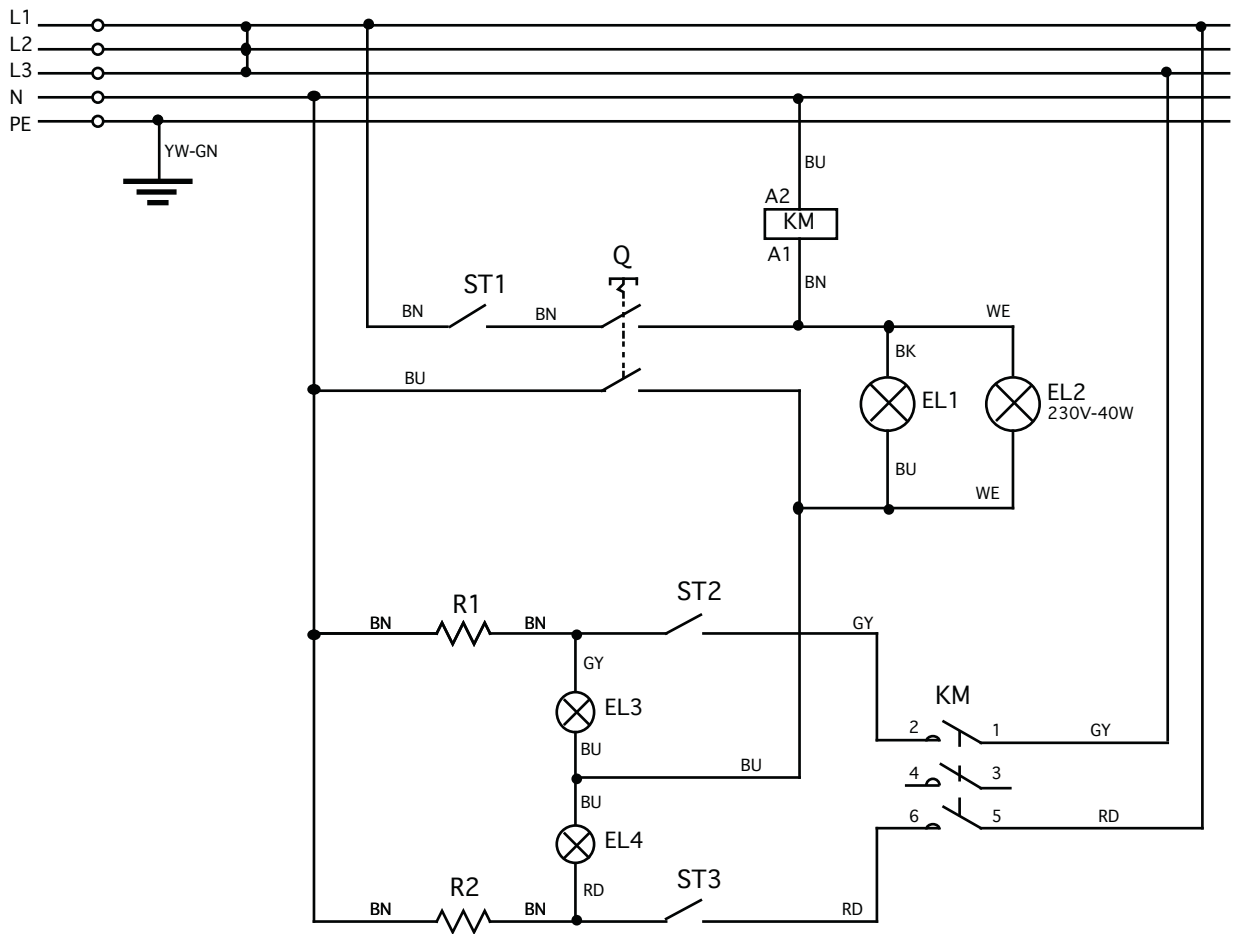 L1
L2
L3
N
PE
YW-GN
BU
A2
KM
A1
BN
Q
ST1
BN
BN
WE
BK
BU
EL1
EL2
230V-40W
BU
WE
ST2
R1
BN
BN
GY
GY
EL3
KM
BU
2
1
GY
BU
4
3
BU
6
5
RD
EL4
ST3
R2
RD
BN
BN
RD